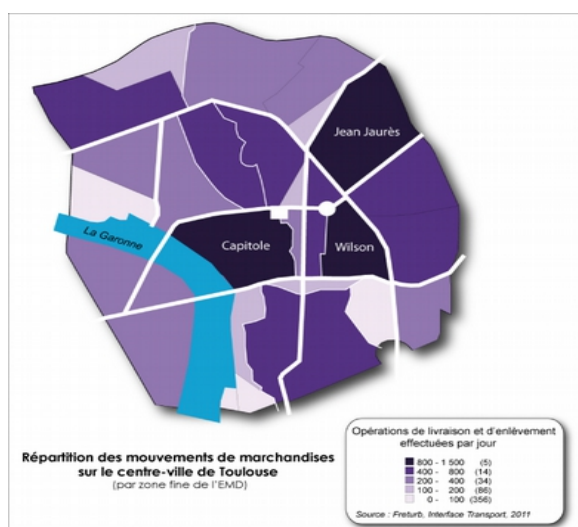 Jean Jaurès
La Garonne
Capitole
Wilson
Répartition des mouvements de marchandises
sur le centre-ville de Toulouse
(par zone fine de l'EMD)
Opérations de livraison et d'enlèvement
effectuées par jour
800 - 1 500 (5)
400 - 800 (14)
200 - 400 (34)
100 - 200 (86)
0 - 100 (356)
Source : Freturb, Interface Transport, 2011